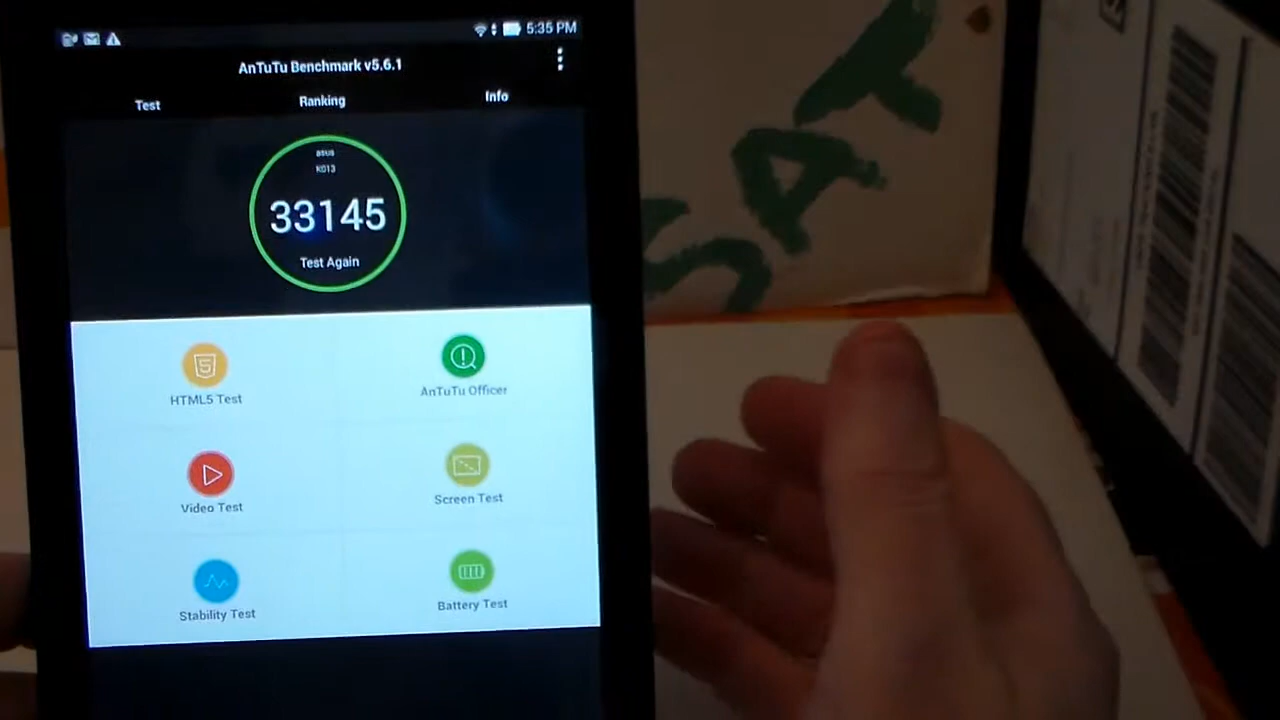 5:35 PM
AnTuTu Benchmark v5.6.1
Test Ranking Info
asus
K013
33145
Test Again
HTML5 Test
AnTuTu Officer
Video Test
Screen Test
Stability Test
Battery Test